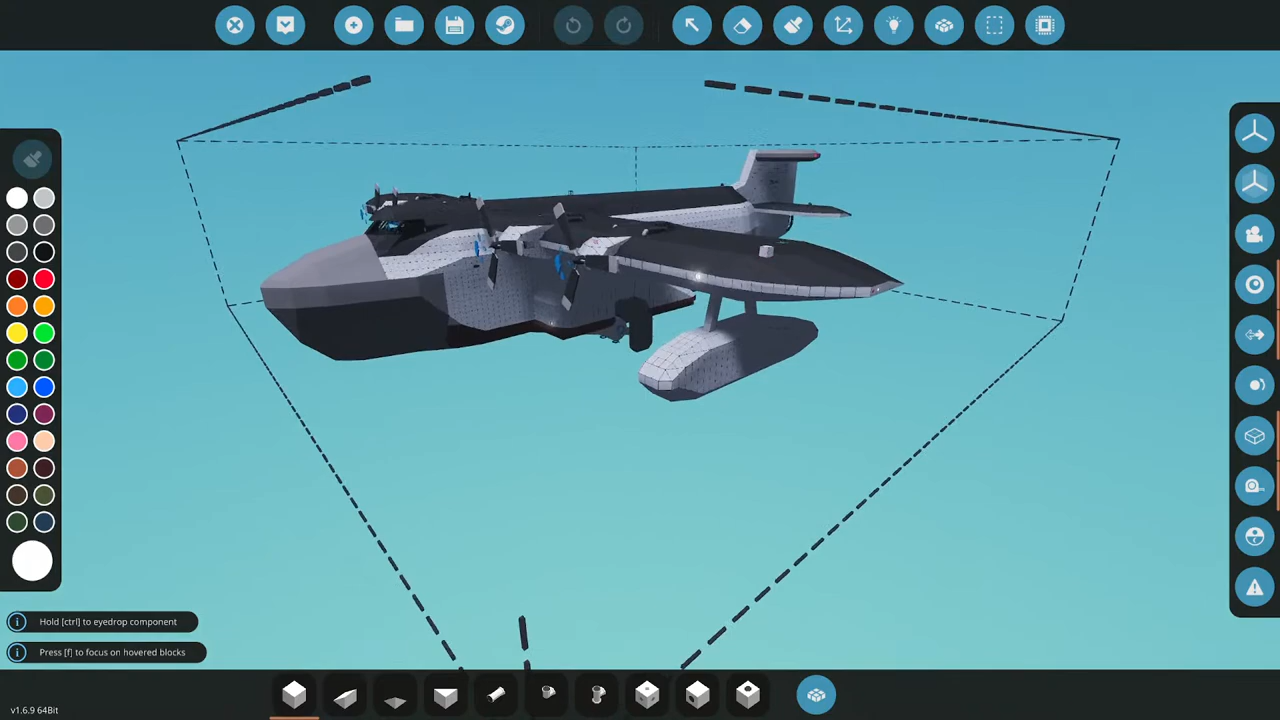 Hold [ctrl] to eyedrop component
Press [f] to focus on hovered blocks
v1.6.9 64Bit